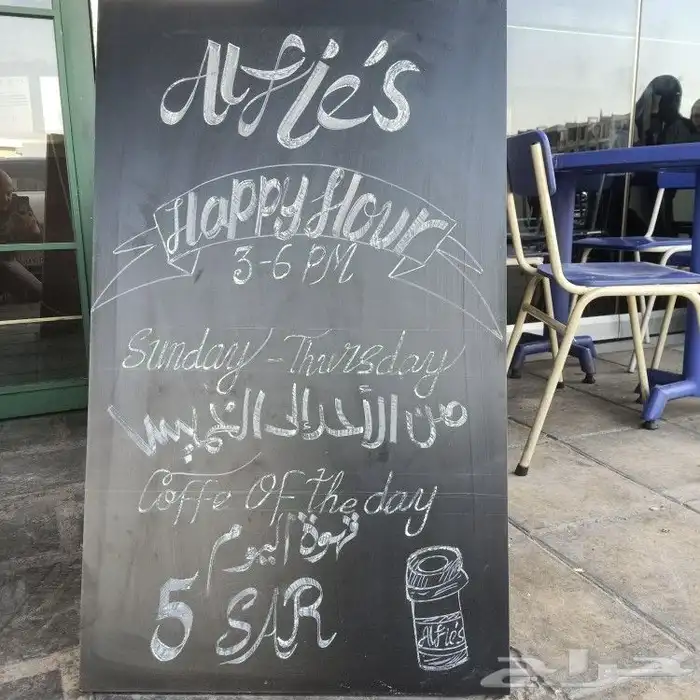 Alfie's
Happy Hour
3-6 PM
Sunday - Thursday
من الأحد إلى الخميس
Coffe Of the day
قهوة اليوم
5 SAR
Alfie's
حراج